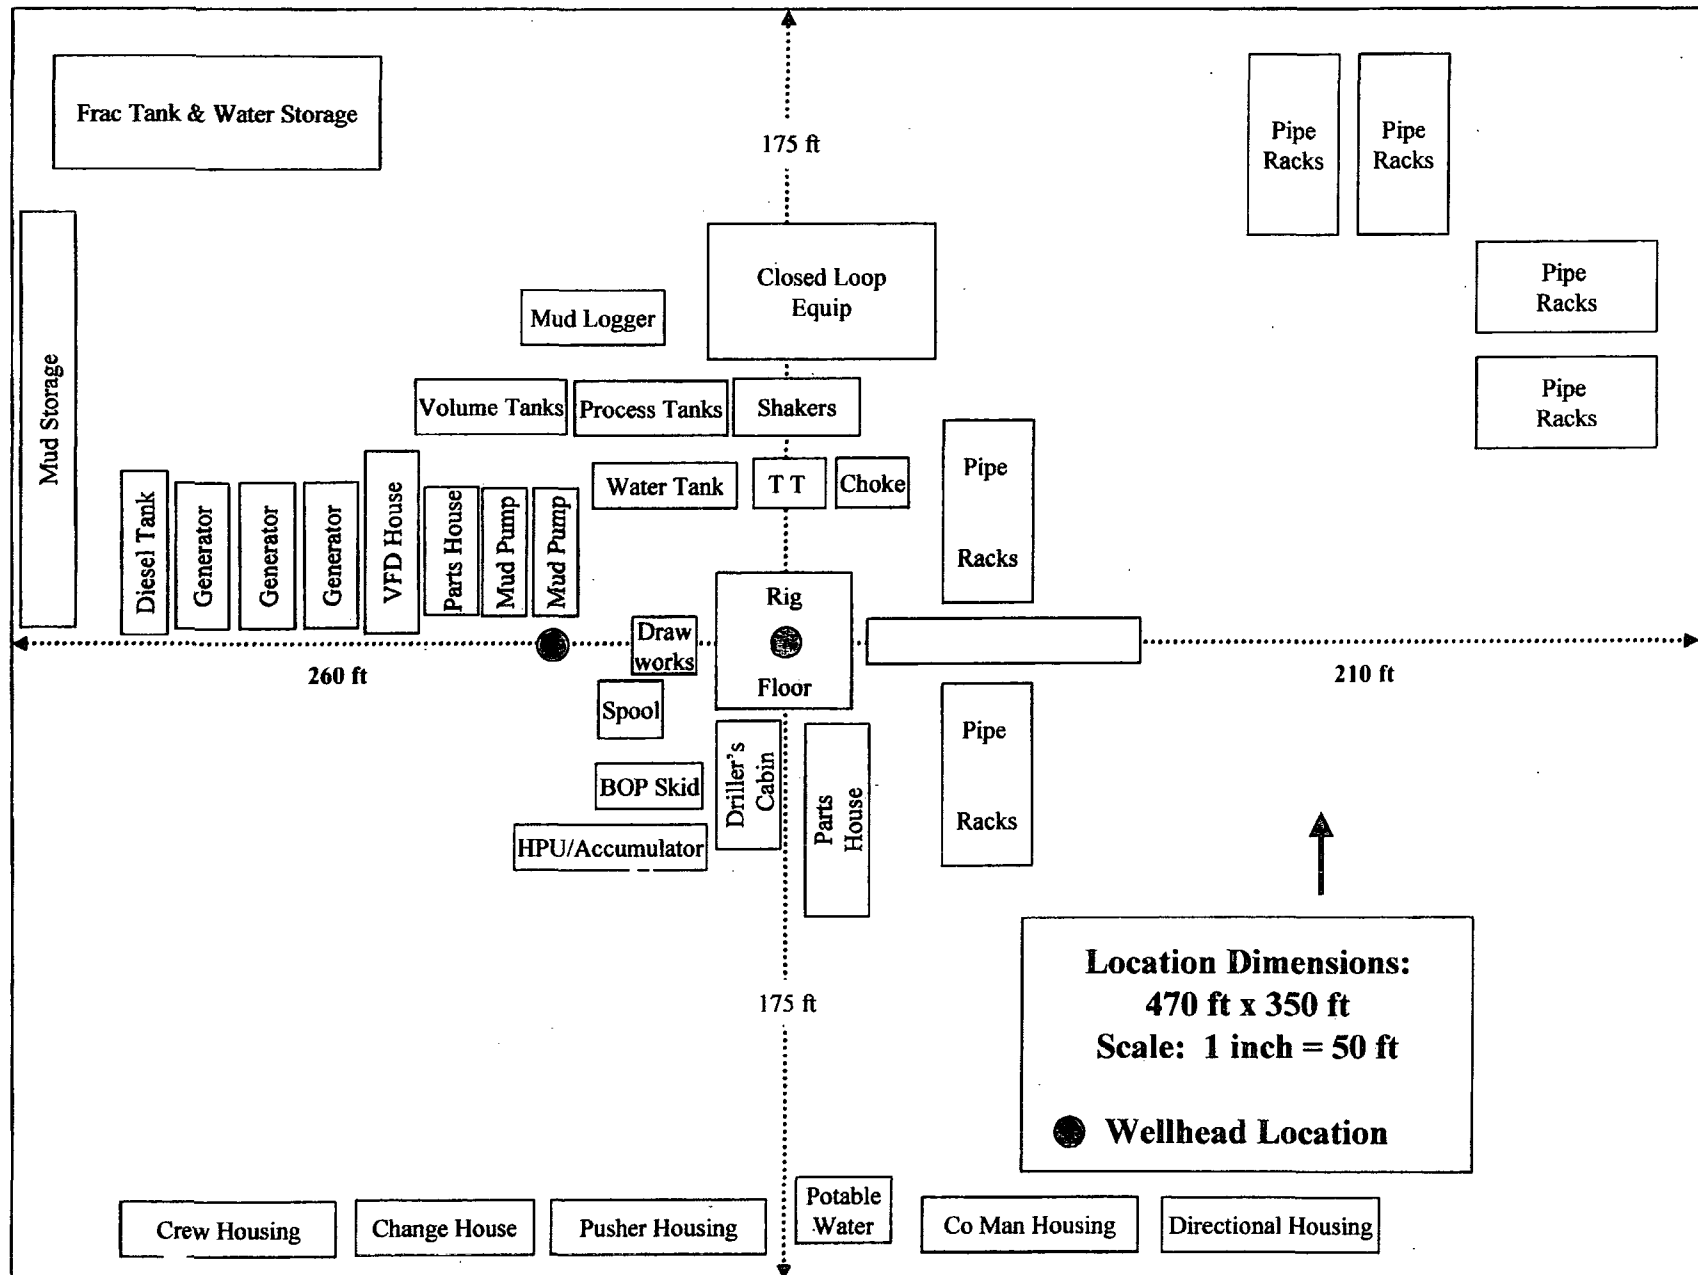 Frac Tank & Water Storage
175 ft
Pipe
Racks
Pipe
Racks
Closed Loop
Equip
Pipe
Racks
Mud Logger
Mud Storage
Volume Tanks
Process Tanks
Shakers
Pipe
Racks
Diesel Tank
Generator
Generator
Generator
VFD House
Parts House
Mud Pump
Mud Pump
Water Tank
T T
Choke
Pipe
Racks
Rig
Floor
Draw
works
260 ft
210 ft
Spool
Driller's
Cabin
Parts
House
Pipe
Racks
BOP Skid
HPU/Accumulator
Location Dimensions:
470 ft x 350 ft
Scale: 1 inch = 50 ft
Wellhead Location
175 ft
Crew Housing
Change House
Pusher Housing
Potable
Water
Co Man Housing
Directional Housing